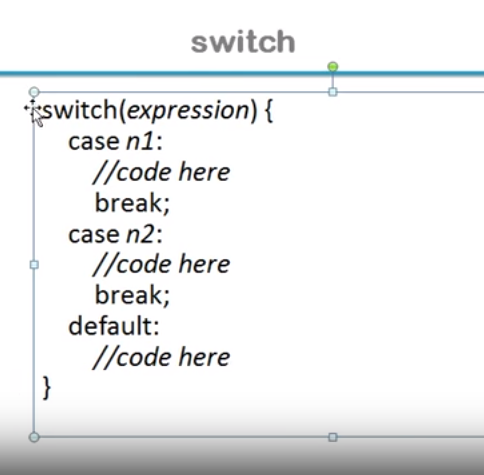 switch
switch(expression) {
case n1:
//code here
break;
case n2:
//code here
break;
default:
//code here
}